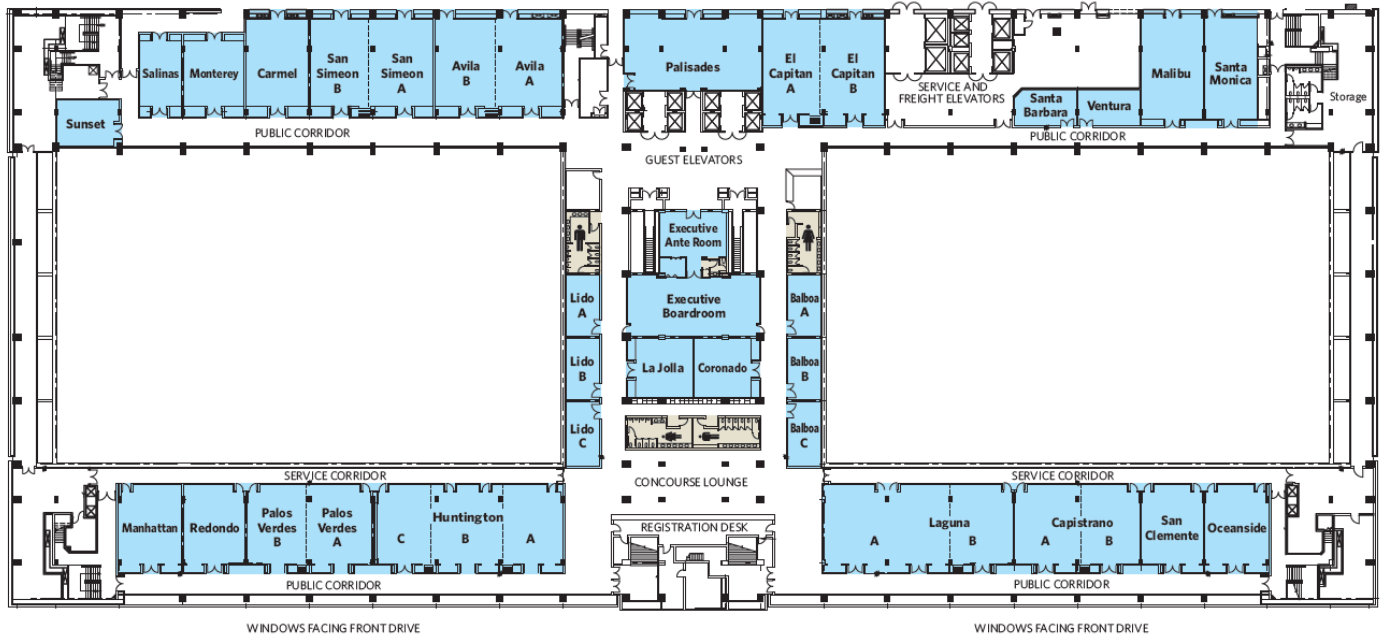 Salinas
Monterey
Carmel
San
Simeon
B
San
Simeon
A
Avila
B
Avila
A
Palisades
El
Capitan
A
El
Capitan
B
SERVICE AND
FREIGHT ELEVATORS
Santa
Barbara
Ventura
Malibu
Santa
Monica
Storage
Sunset
PUBLIC CORRIDOR
PUBLIC CORRIDOR
GUEST ELEVATORS
Executive
Ante Room
Lido
A
Executive
Boardroom
Balboa
A
Lido
B
La Jolla
Coronado
Balboa
B
Lido
C
Balboa
C
SERVICE CORRIDOR
CONCOURSE LOUNGE
SERVICE CORRIDOR
Manhattan
Redondo
Palos
Verdes
B
Palos
Verdes
A
Huntington
C
B
A
REGISTRATION DESK
Laguna
A
B
Capistrano
A
B
San
Clemente
Oceanside
PUBLIC CORRIDOR
PUBLIC CORRIDOR
WINDOWS FACING FRONT DRIVE
WINDOWS FACING FRONT DRIVE